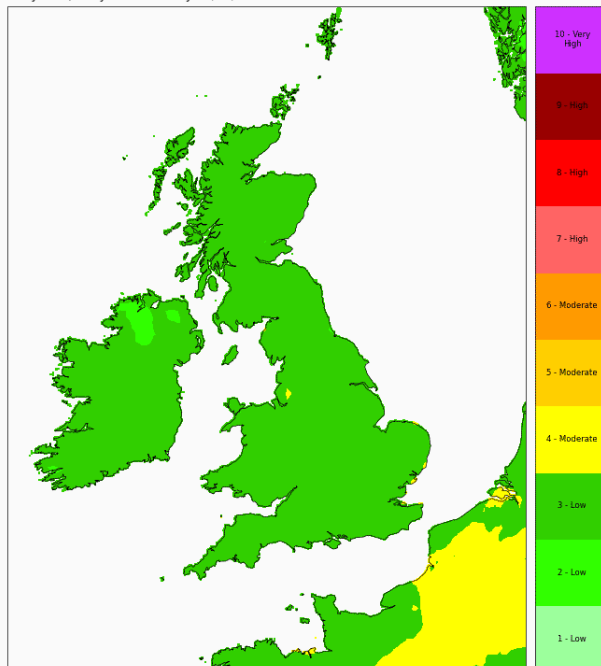 10 - Very
High
9 - High
8 - High
7 - High
6 - Moderate
5 - Moderate
4 - Moderate
3 - Low
2 - Low
1 - Low